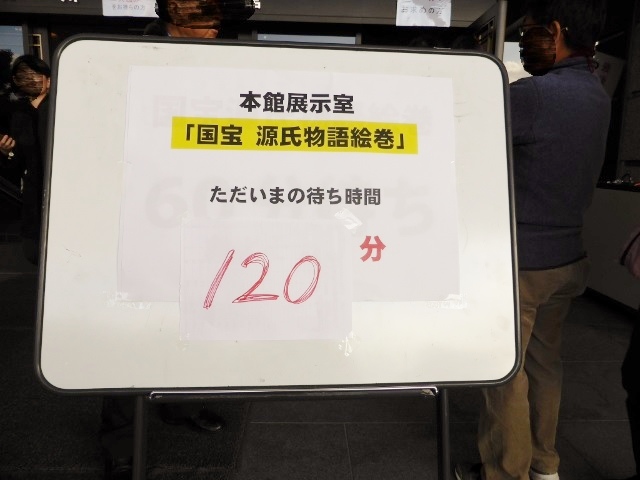 本館展示室
「国宝 源氏物語絵巻」
ただいまの待ち時間
120
分